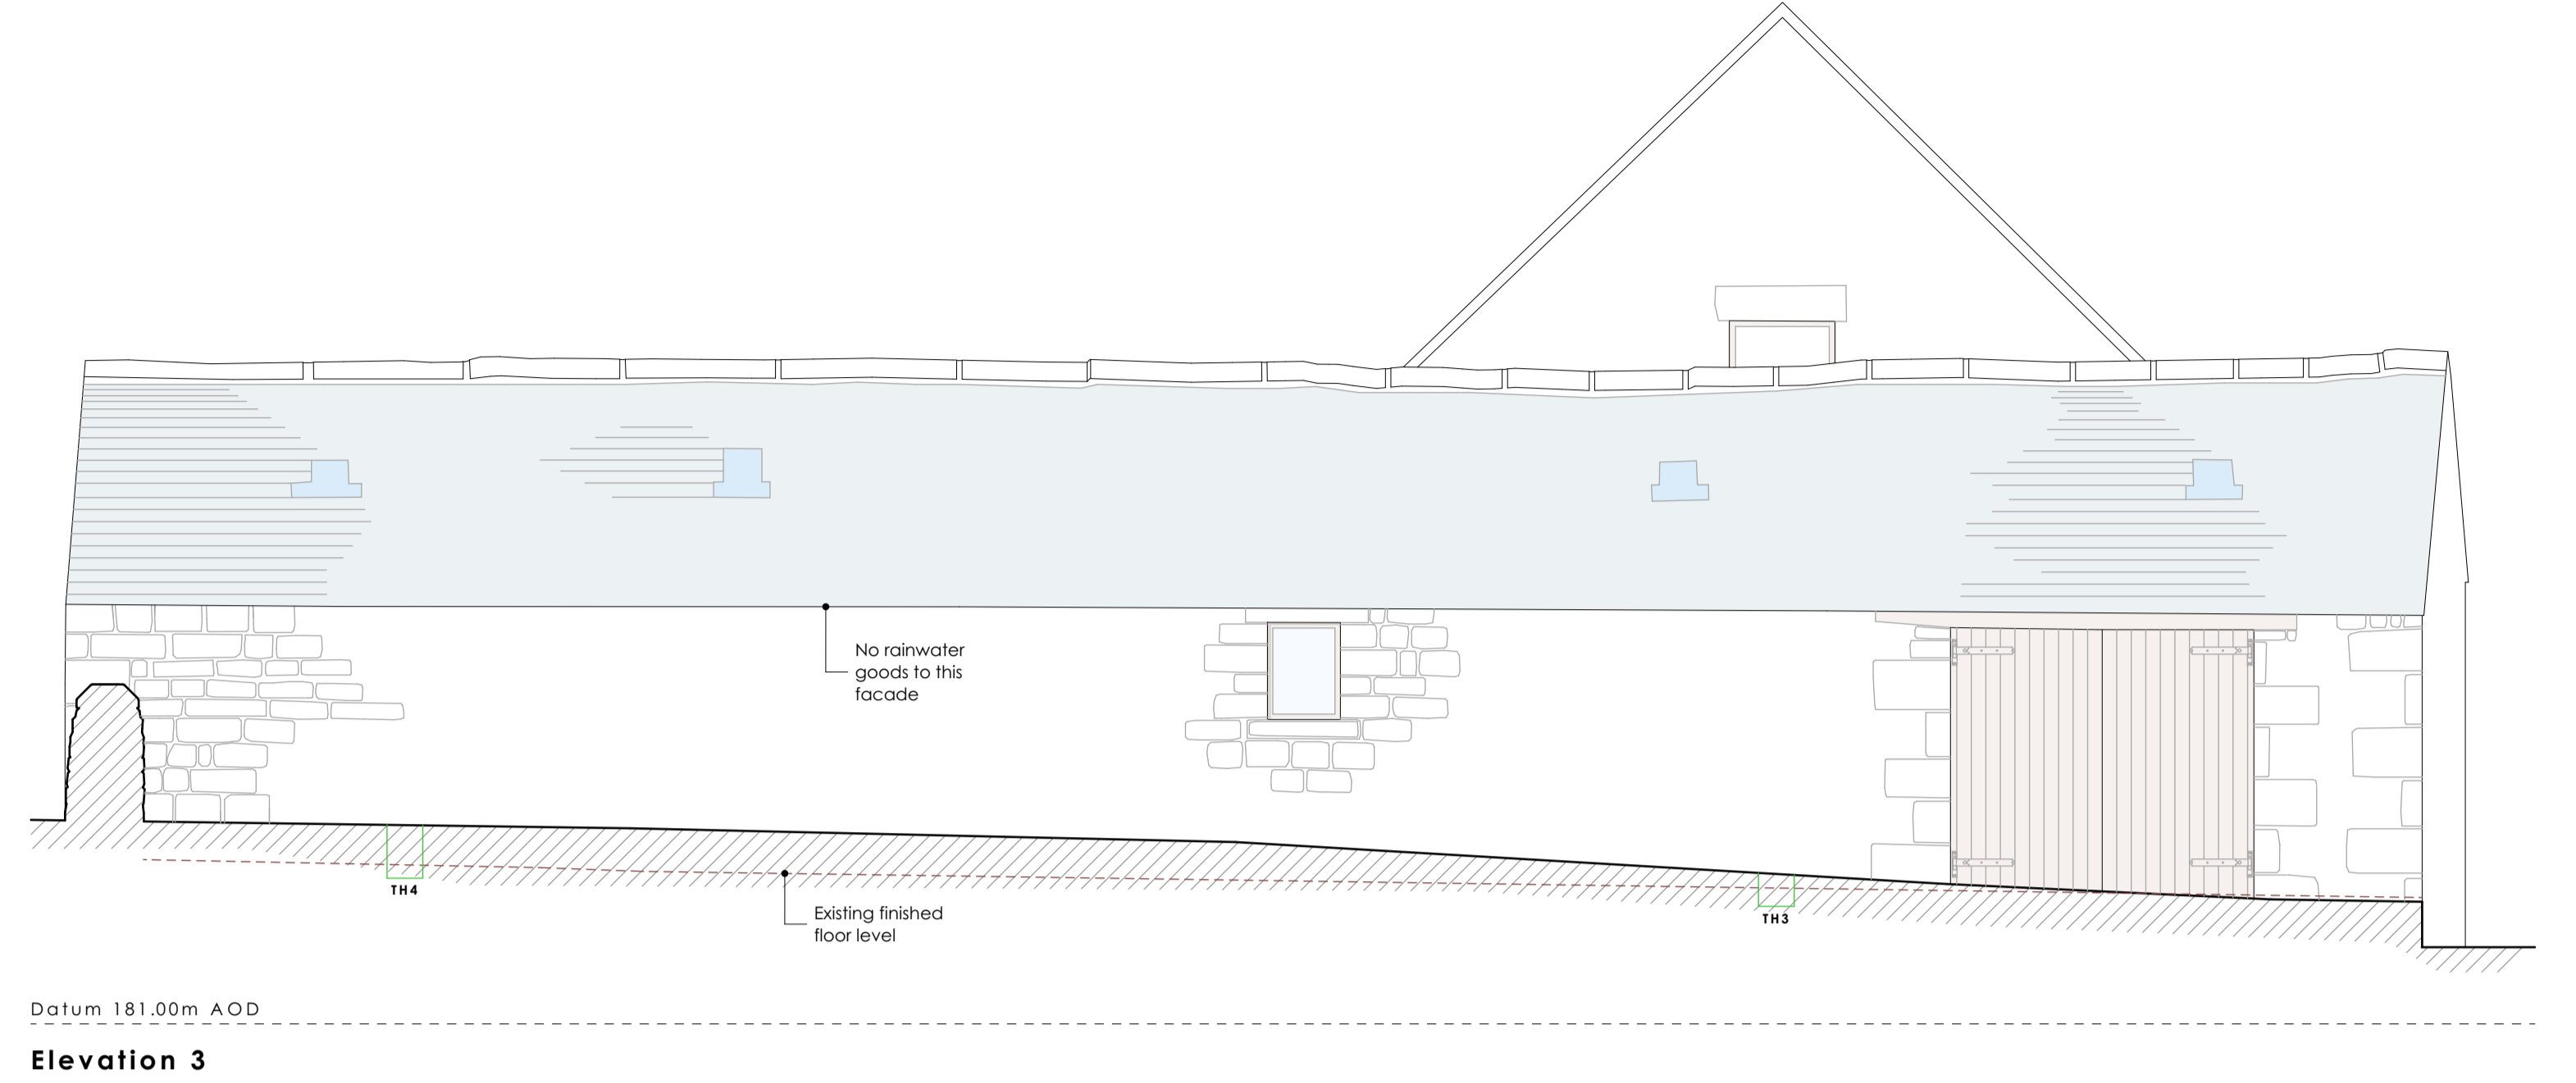 No rainwater
goods to this
facade
TH4
Existing finished
floor level
TH3
Datum 181.00m AOD
Elevation 3